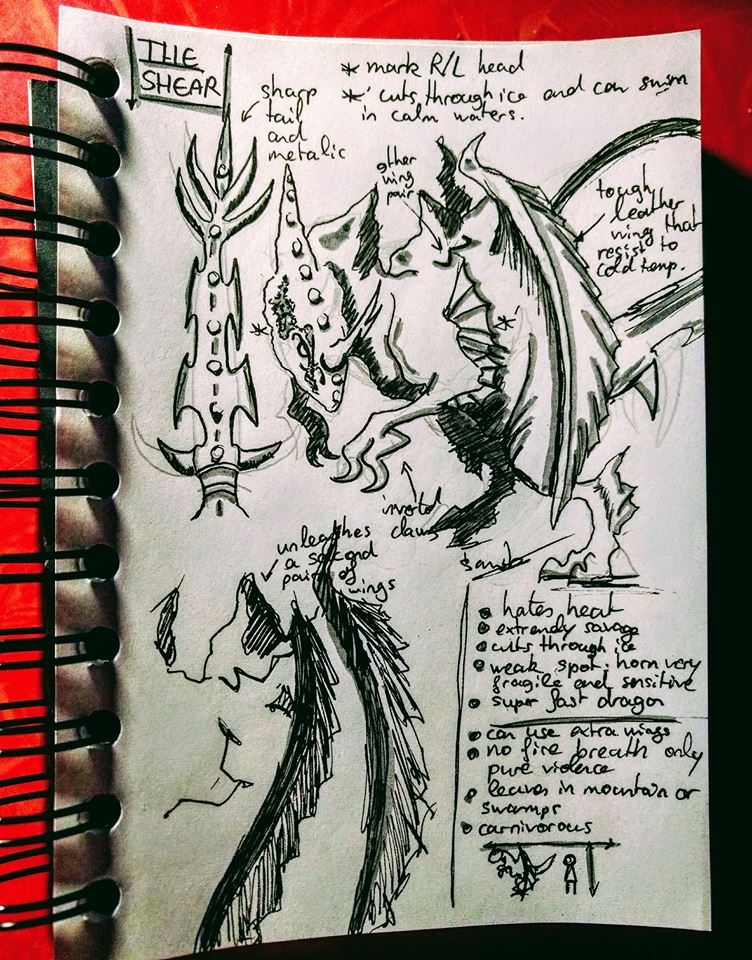 THE
SHEAR
* mark R/L head
* cuts through ice and can swim
in calm waters.
sharp
tail
and
metalic
other
wing
pair
tough
leather
wing that
resist to
cold temp.
claws
unleashes
a second
pair of
wings
• hates heat
• extremely savage
• cuts through ice
• weak spot: horn very
fragile and sensitive
• super fast dragon
• can use extra wings
• no fire breath only
pure violence
• leaves in mountain or
swamps
• carnivorous